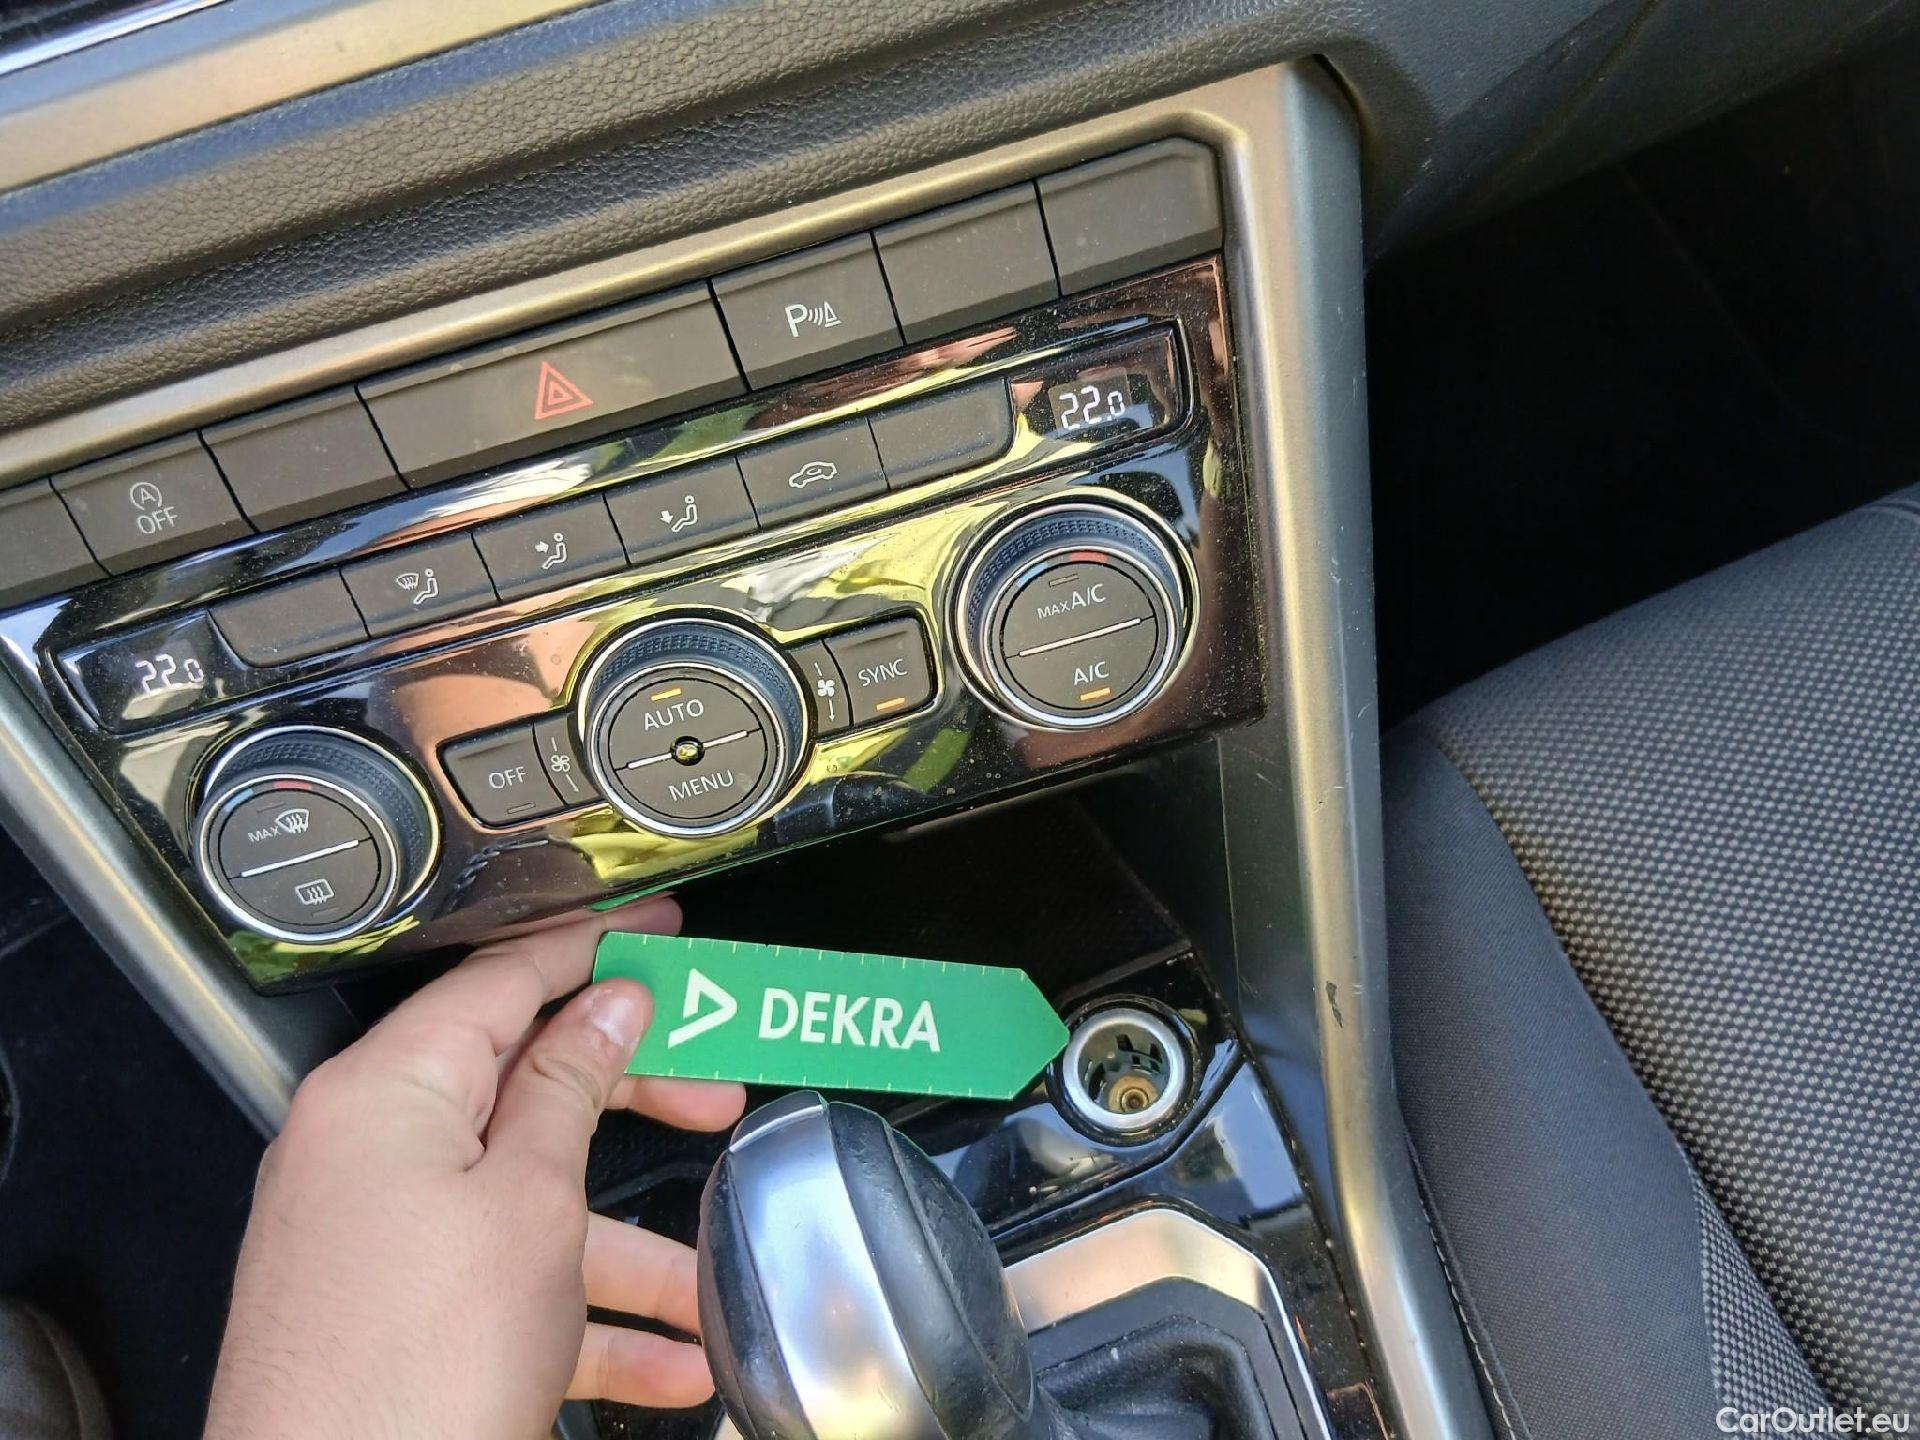 P
22.0
A
OFF
22.0
MAX A/C
A/C
SYNC
AUTO
MENU
OFF
MAX
DEKRA
CarOutlet.eu